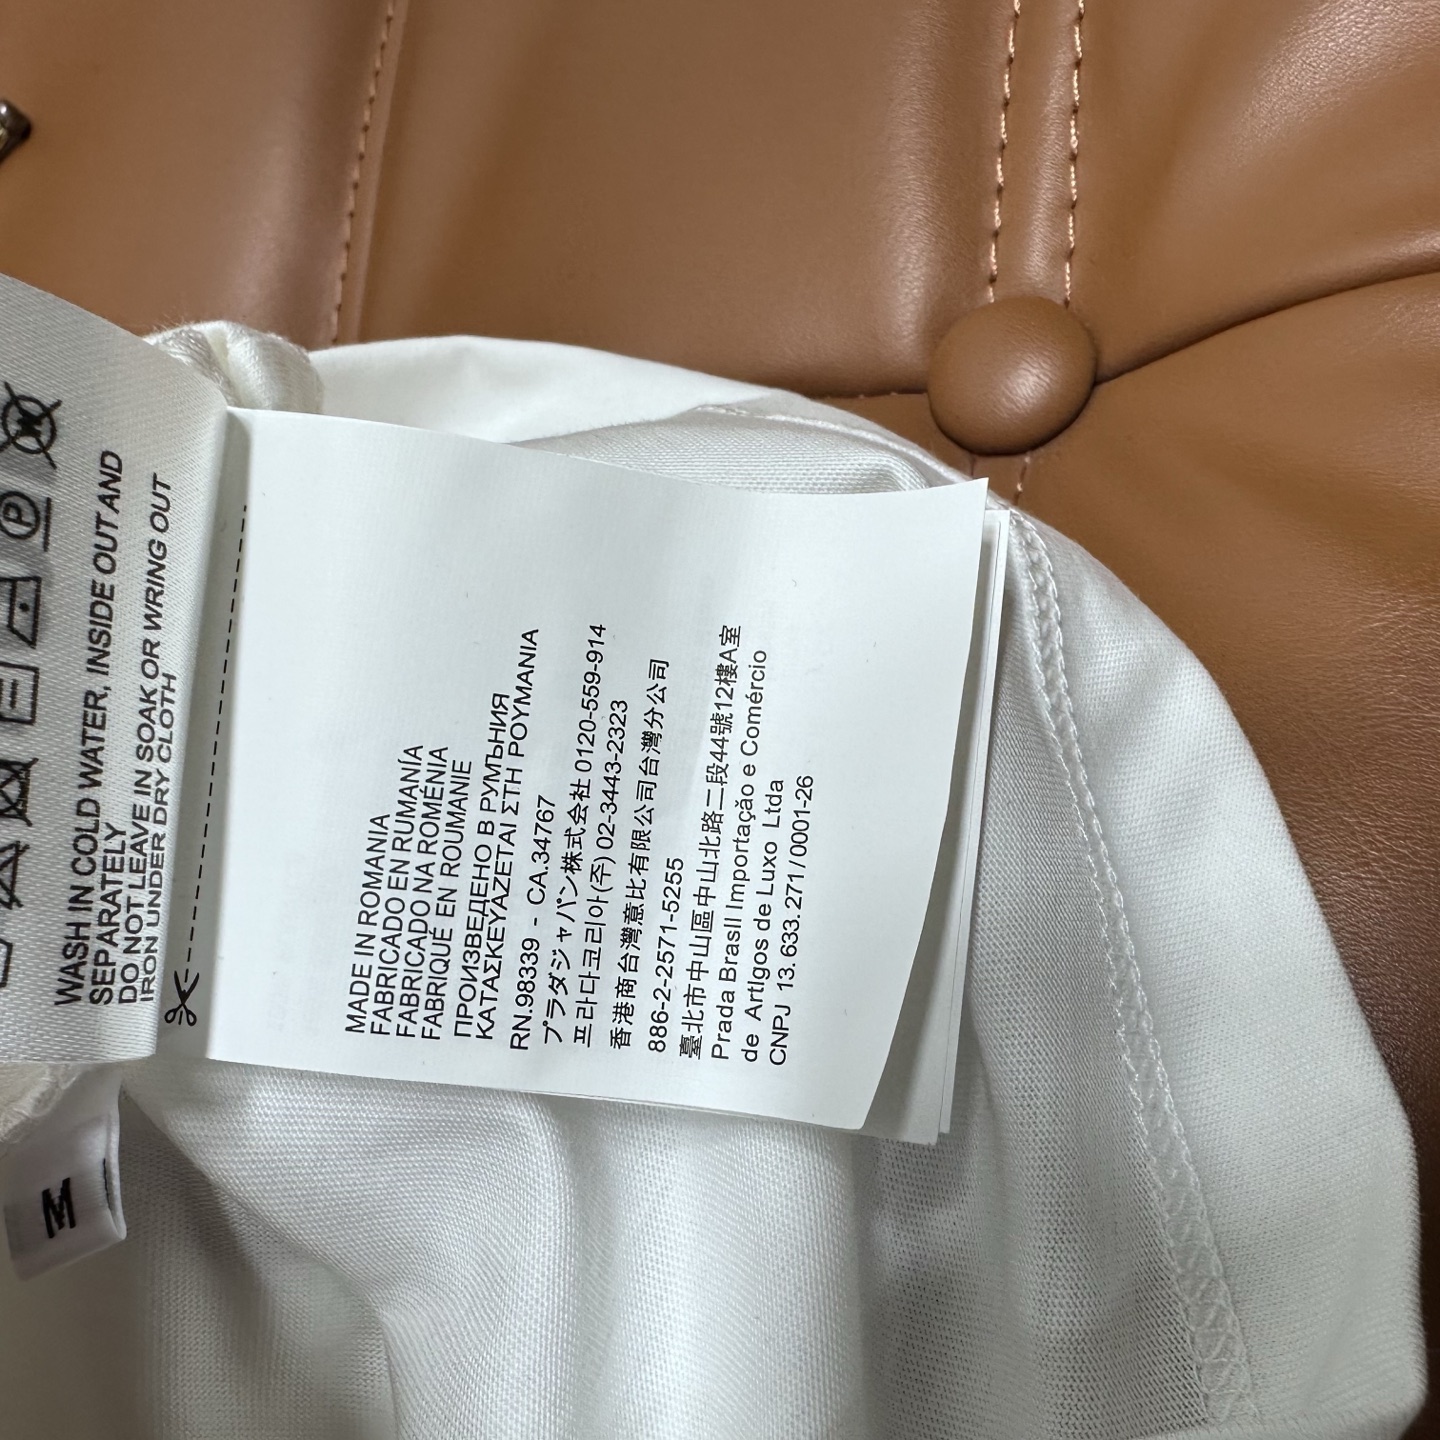 WASH IN COLD WATER, INSIDE OUT AND
SEPARATELY
DO NOT LEAVE IN SOAK OR WRING OUT
IRON UNDER DRY CLOTH
MADE IN ROMANIA
FABRICADO EN RUMANÍA
FABRICADO NA ROMÉNIA
FABRIQUÉ EN ROUMANIE
ПРОИЗВЕДЕНО В РУМЪНИЯ
ΚΑΤΑΣΚΕΥΑΖΕΤΑΙ ΣΤΗ ΡΟΥΜΑΝΙΑ
RN.98339 - CA.34767
プラダジャパン株式会社 0120-559-914
프라다코리아(주) 02-3443-2323
香港商台灣意比有限公司台灣分公司
886-2-2571-5255
臺北市中山區中山北路二段44號12樓A室
Prada BrasIl Importação e Comércio
de ArtIgos de Luxo Ltda
CNPJ 13.633.271/0001-26
M
P